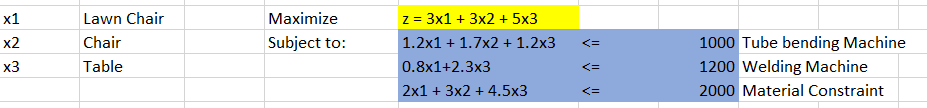 x1 Lawn Chair Maximize z = 3x1 + 3x2 + 5x3
x2 Chair Subject to: 1.2x1 + 1.7x2 + 1.2x3 <= 1000 Tube bending Machine
x3 Table 0.8x1+2.3x3 <= 1200 Welding Machine
2x1 + 3x2 + 4.5x3 <= 2000 Material Constraint